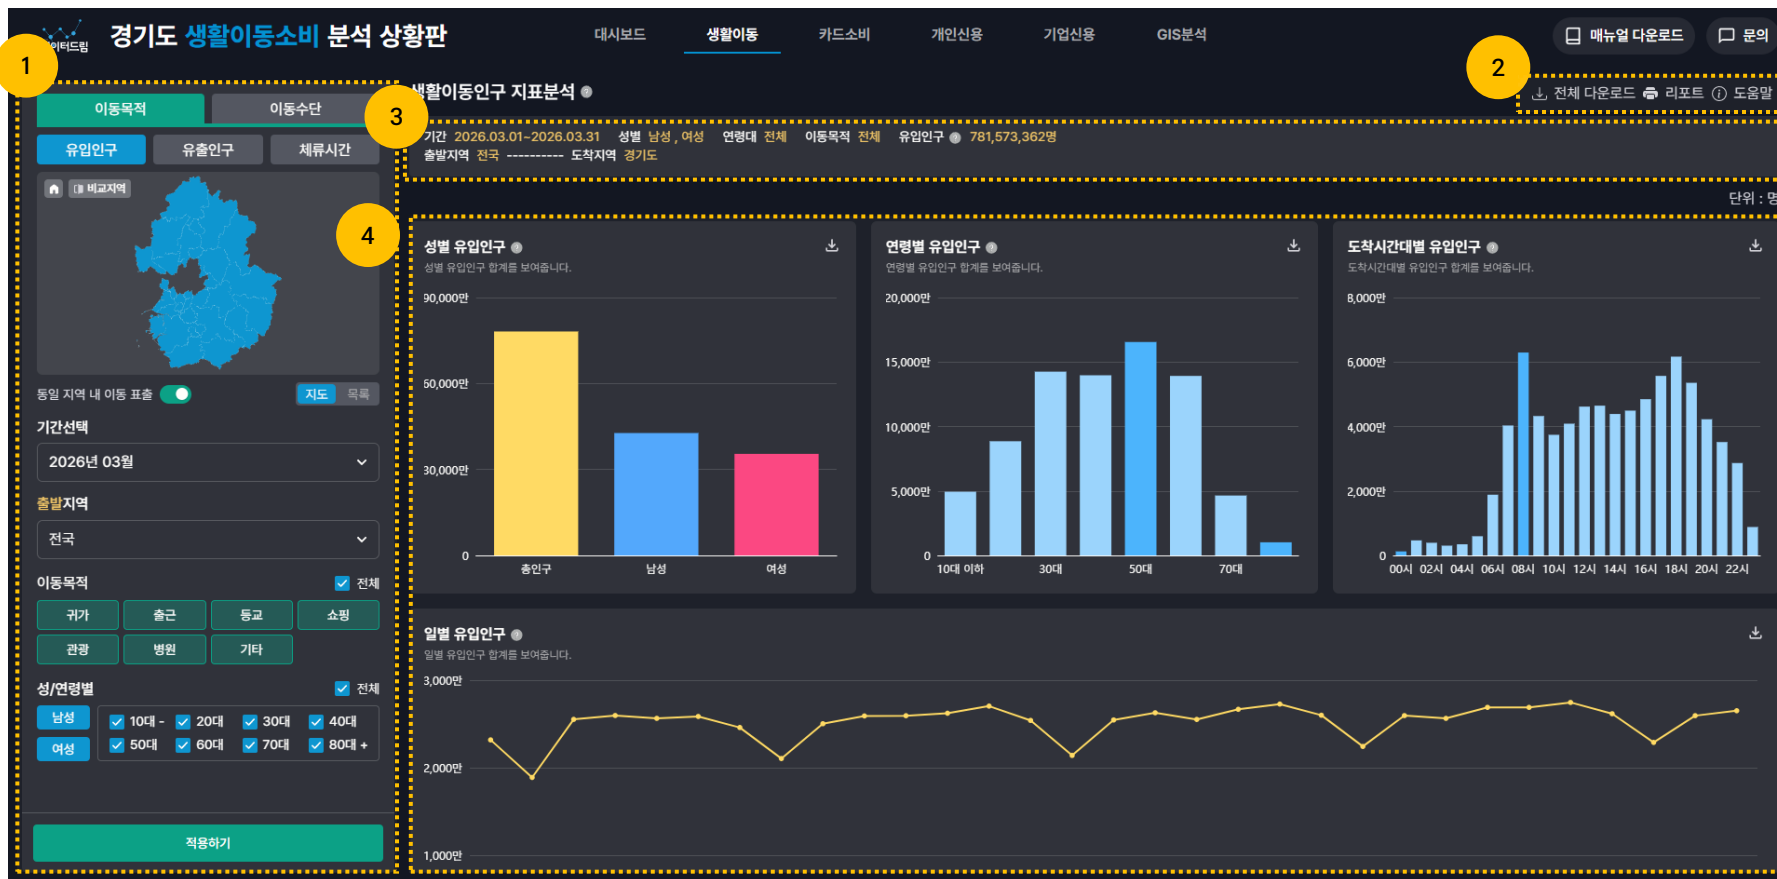 이터드림
경기도 생활이동소비 분석 상황판
대시보드 생활이동 카드소비 개인신용 기업신용 GIS분석
매뉴얼 다운로드 문의
1
2
3
4
이동목적 이동수단
유입인구 유출인구 체류시간
비교지역
동일 지역 내 이동 표출 지도 목록
기간선택
2026년 03월
출발지역
전국
이동목적 전체
귀가 출근 등교 쇼핑
관광 병원 기타
성/연령별 전체
남성 10대 - 20대 30대 40대
여성 50대 60대 70대 80대 +
적용하기
생활이동인구 지표분석
전체 다운로드 리포트 도움말
기간 2026.03.01~2026.03.31 성별 남성 , 여성 연령대 전체 이동목적 전체 유입인구 781,573,362명
출발지역 전국 ---------- 도착지역 경기도
단위 : 명
성별 유입인구
성별 유입인구 합계를 보여줍니다.
90,000만
60,000만
30,000만
0
총인구 남성 여성
연령별 유입인구
연령별 유입인구 합계를 보여줍니다.
20,000만
15,000만
10,000만
5,000만
0
10대 이하 30대 50대 70대
도착시간대별 유입인구
도착시간대별 유입인구 합계를 보여줍니다.
8,000만
6,000만
4,000만
2,000만
0
00시 02시 04시 06시 08시 10시 12시 14시 16시 18시 20시 22시
일별 유입인구
일별 유입인구 합계를 보여줍니다.
3,000만
2,000만
1,000만